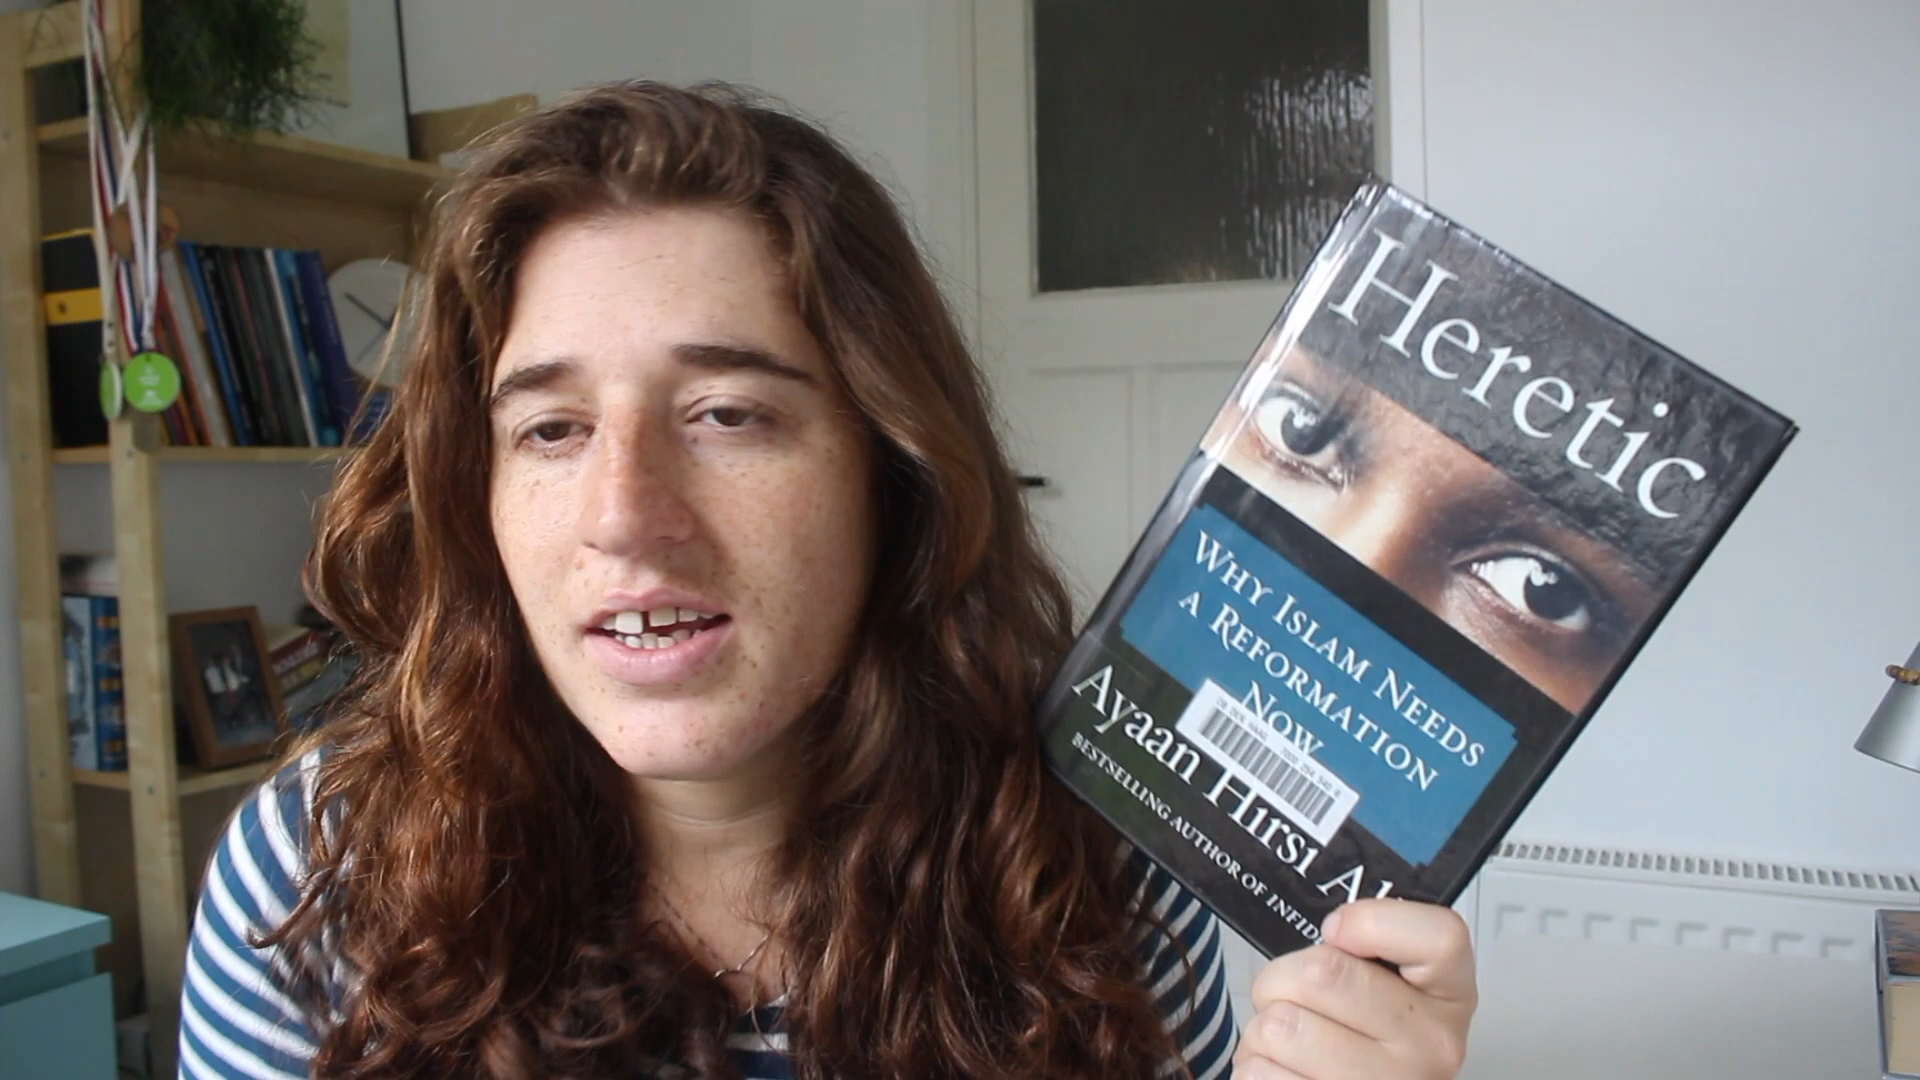 Heretic
WHY ISLAM NEEDS
A REFORMATION
NOW
Ayaan Hirsi
BESTSELLING AUTHOR OF